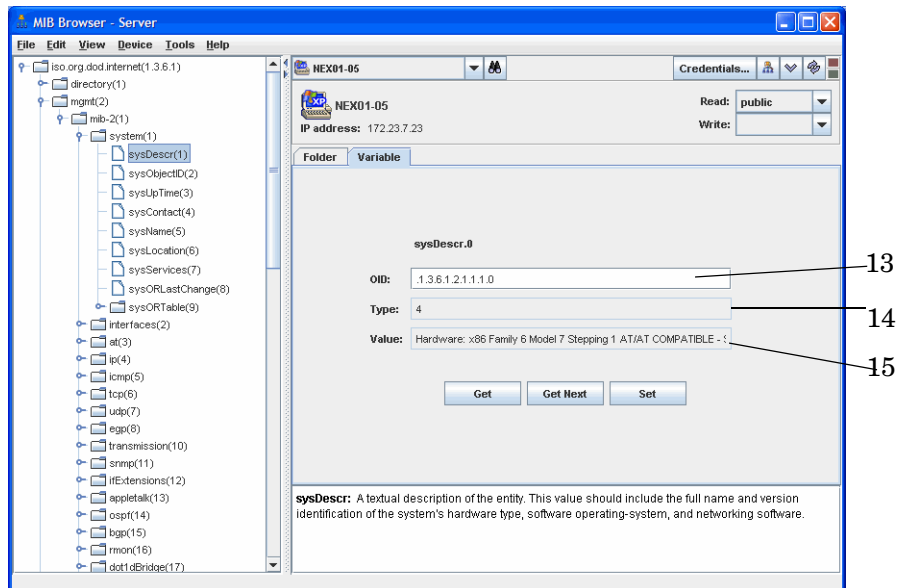 MIB Browser - Server
File Edit View Device Tools Help
iso.org.dod.internet(1.3.6.1)
directory(1)
mgmt(2)
mib-2(1)
system(1)
sysDescr(1)
sysObjectID(2)
sysUpTime(3)
sysContact(4)
sysName(5)
sysLocation(6)
sysServices(7)
sysORLastChange(8)
sysORTable(9)
interfaces(2)
at(3)
ip(4)
icmp(5)
tcp(6)
udp(7)
egp(8)
transmission(10)
snmp(11)
ifExtensions(12)
appletalk(13)
ospf(14)
bgp(15)
rmon(16)
dot1dBridge(17)
NEX01-05
Credentials...
XP
NEX01-05
IP address: 172.23.7.23
Read: public
Write:
Folder Variable
sysDescr.0
OID: .1.3.6.1.2.1.1.1.0
13
Type: 4
14
Value: Hardware: x86 Family 6 Model 7 Stepping 1 AT/AT COMPATIBLE - S
15
Get Get Next Set
sysDescr: A textual description of the entity. This value should include the full name and version
identification of the system's hardware type, software operating-system, and networking software.